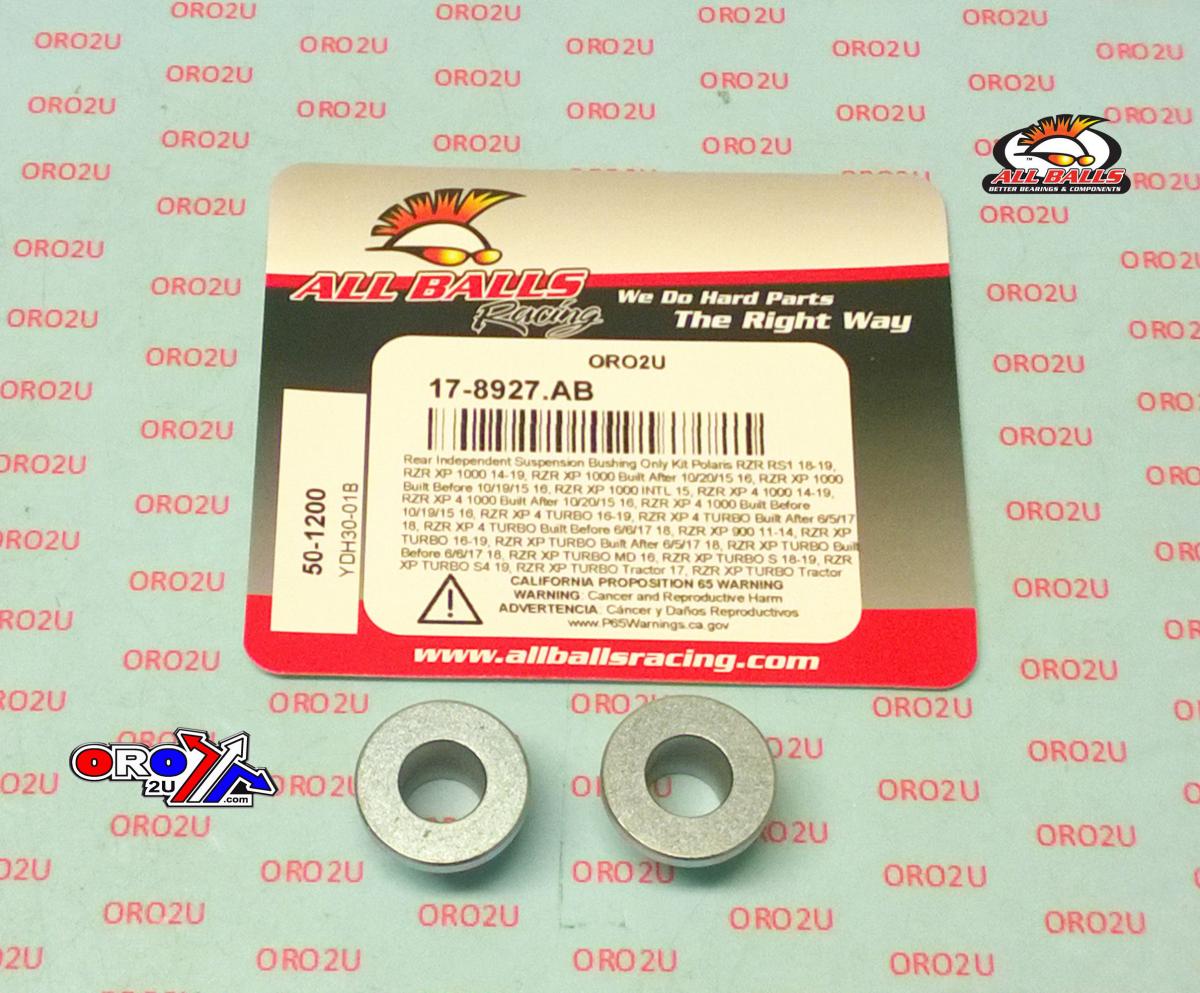 ORO2U
ALL BALLS
BETTER BEARINGS & COMPONENTS
ALL BALLS
Racing
We Do Hard Parts
The Right Way
ORO2U
17-8927.AB
Rear Independent Suspension Bushing Only Kit Polaris RZR RS1 18-19,
RZR XP 1000 14-19, RZR XP 1000 Built After 10/20/15 16, RZR XP 1000
Built Before 10/19/15 16, RZR XP 1000 INTL 15, RZR XP 4 1000 14-19,
RZR XP 4 1000 Built After 10/20/15 16, RZR XP 4 1000 Built Before
10/19/15 16, RZR XP 4 TURBO 16-19, RZR XP 4 TURBO Built After 6/5/17
18, RZR XP 4 TURBO Built Before 6/6/17 18, RZR XP 900 11-14, RZR XP
TURBO 16-19, RZR XP TURBO Built After 6/5/17 18, RZR XP TURBO Built
Before 6/6/17 18, RZR XP TURBO MD 16, RZR XP TURBO S 18-19, RZR
XP TURBO S4 19, RZR XP TURBO Tractor 17, RZR XP TURBO Tractor
CALIFORNIA PROPOSITION 65 WARNING
WARNING: Cancer and Reproductive Harm
ADVERTENCIA: Cáncer y Daños Reproductivos
www.P65Warnings.ca.gov
50-1200
YDH30-01B
www.allballsracing.com
ORO
2U
.com